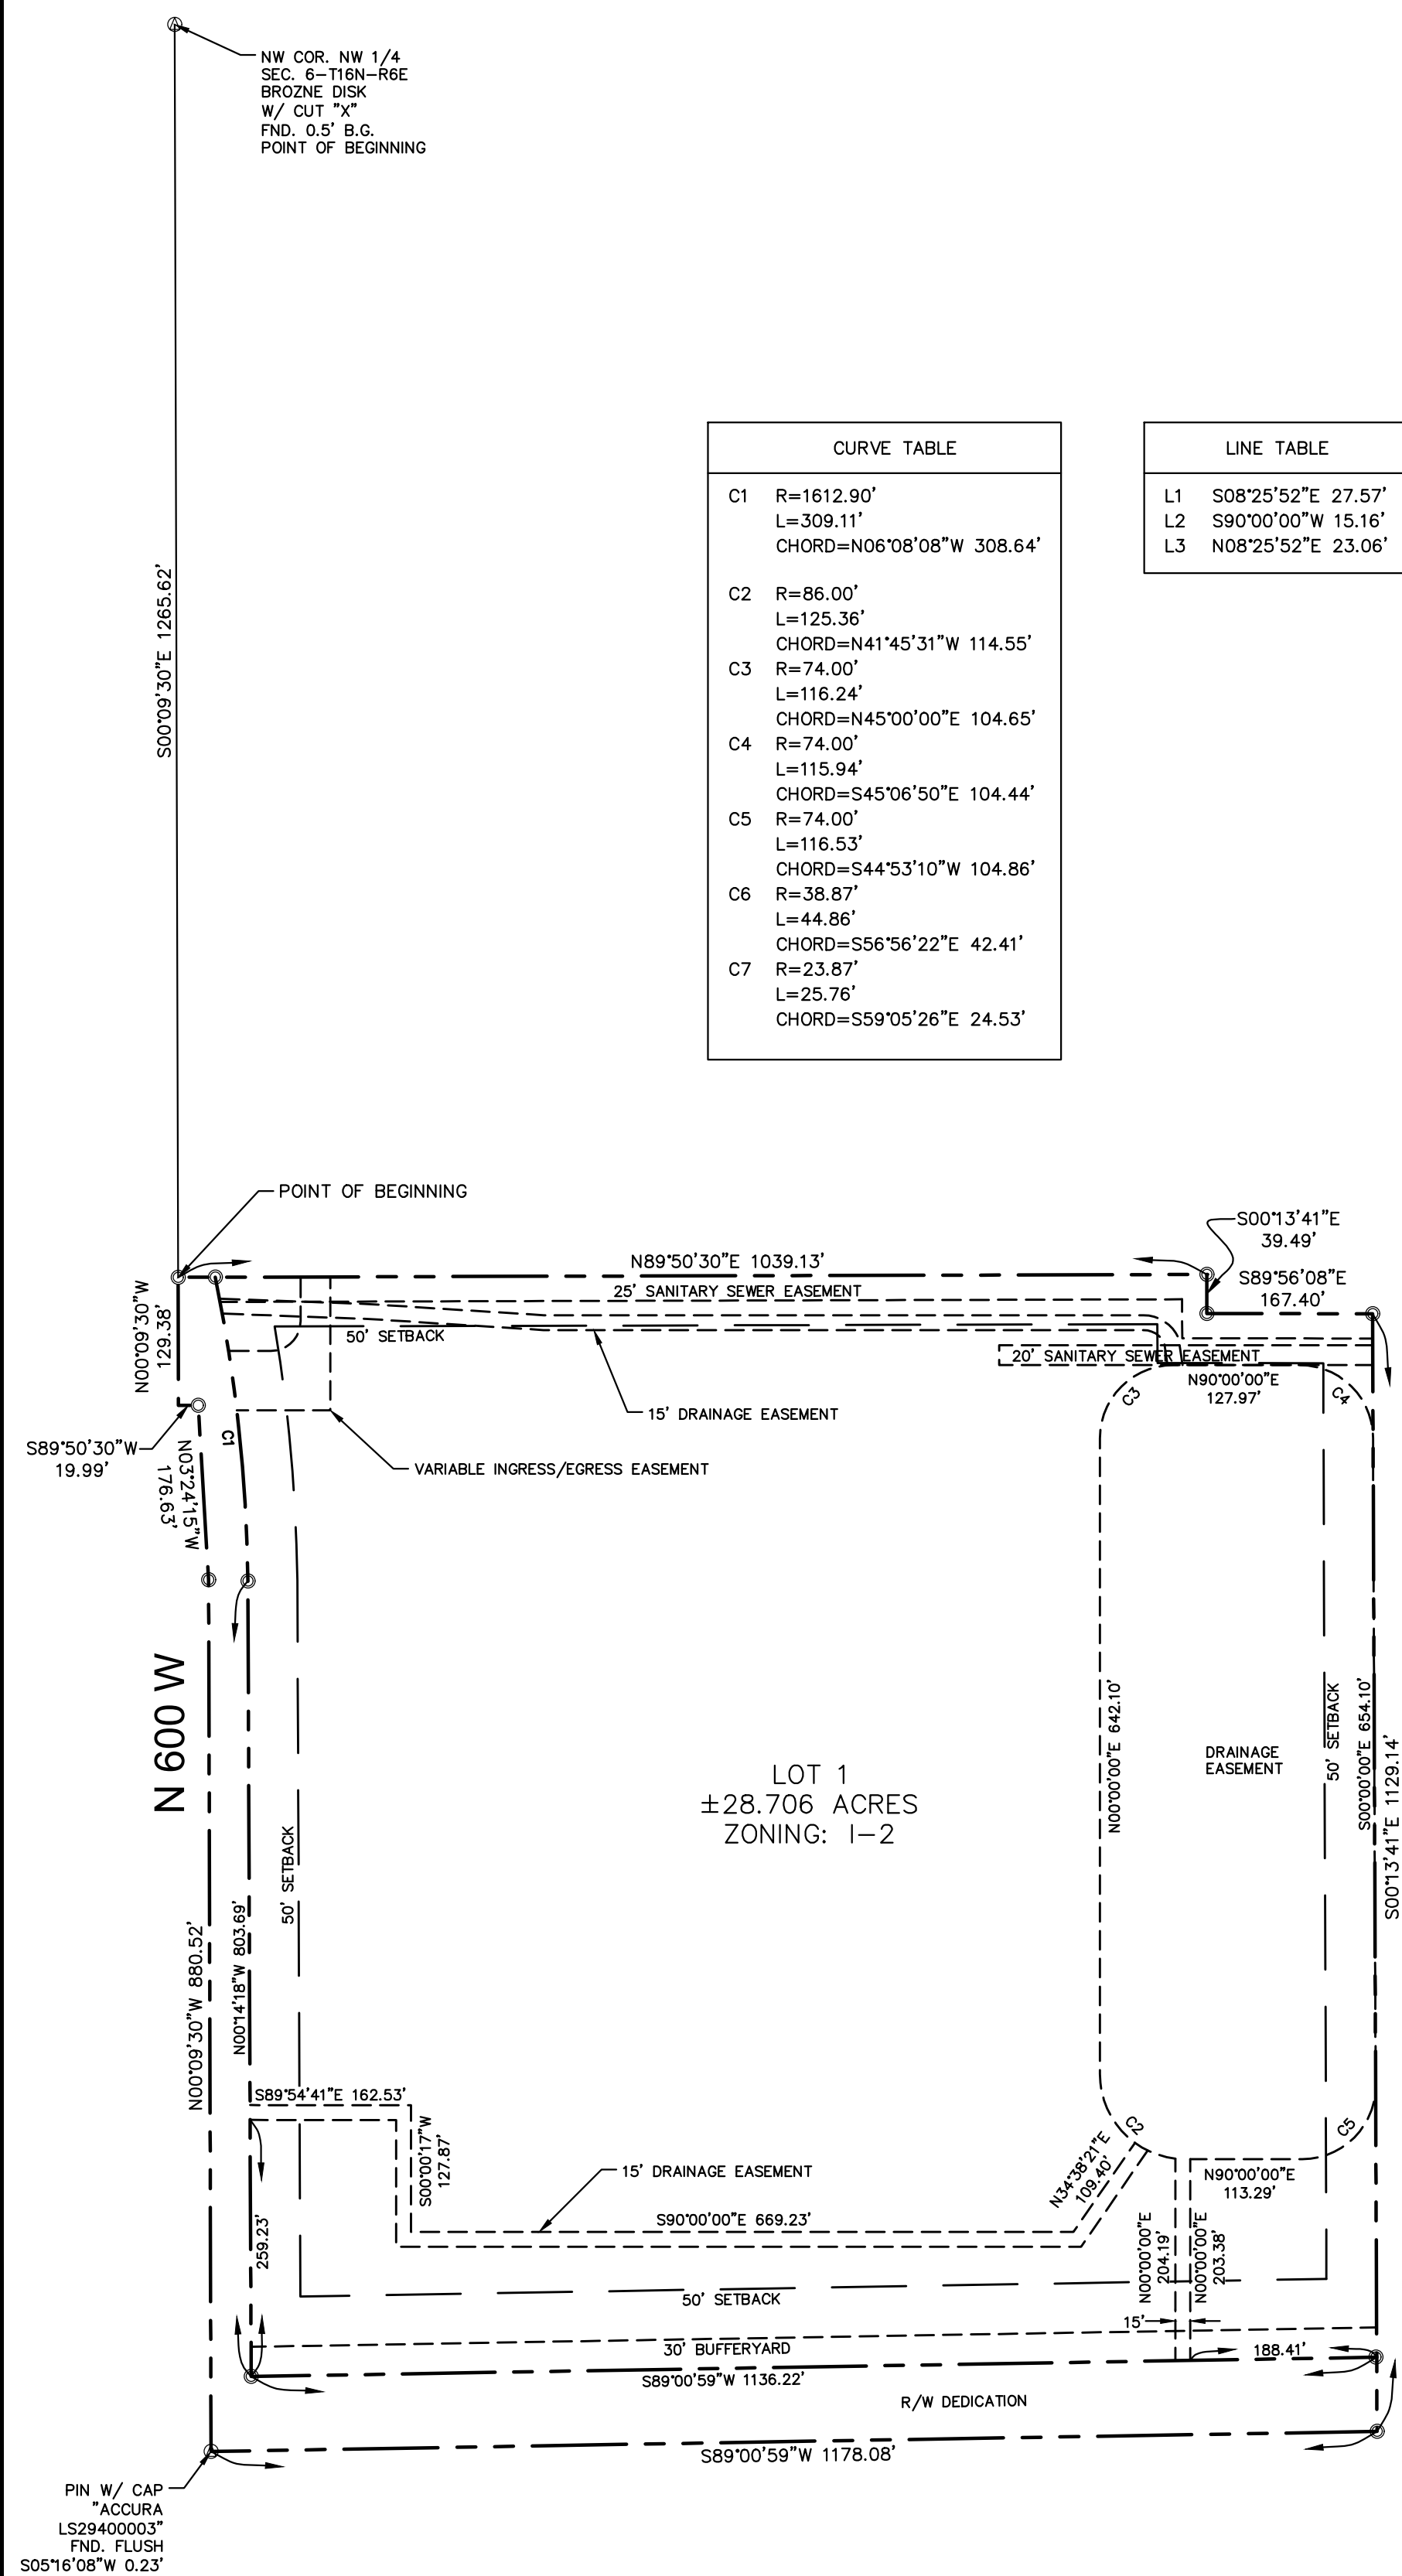 NW COR. NW 1/4
SEC. 6-T16N-R6E
BROZNE DISK
W/ CUT "X"
FND. 0.5' B.G.
POINT OF BEGINNING
S00°09'30"E 1265.62'
CURVE TABLE
C1 R=1612.90'
L=309.11'
CHORD=N06°08'08"W 308.64'
C2 R=86.00'
L=125.36'
CHORD=N41°45'31"W 114.55'
C3 R=74.00'
L=116.24'
CHORD=N45°00'00"E 104.65'
C4 R=74.00'
L=115.94'
CHORD=S45°06'50"E 104.44'
C5 R=74.00'
L=116.53'
CHORD=S44°53'10"W 104.86'
C6 R=38.87'
L=44.86'
CHORD=S56°56'22"E 42.41'
C7 R=23.87'
L=25.76'
CHORD=S59°05'26"E 24.53'
LINE TABLE
L1 S08°25'52"E 27.57'
L2 S90°00'00"W 15.16'
L3 N08°25'52"E 23.06'
POINT OF BEGINNING
N89°50'30"E 1039.13'
S00°13'41"E
39.49'
S89°56'08"E
167.40'
25' SANITARY SEWER EASEMENT
50' SETBACK
20' SANITARY SEWER EASEMENT
N90°00'00"E
127.97'
C3
C4
N00°09'30"W
129.38'
15' DRAINAGE EASEMENT
S89°50'30"W
19.99'
C1
N03°24'15"W
176.63'
VARIABLE INGRESS/EGRESS EASEMENT
N 600 W
LOT 1
±28.706 ACRES
ZONING: I-2
N00°00'00"E 642.10'
DRAINAGE
EASEMENT
50' SETBACK
S00°00'00"E 654.10'
S00°13'41"E 1129.14'
50' SETBACK
N00°09'30"W 880.52'
N00°14'18"W 803.69'
S89°54'41"E 162.53'
S00°00'17"W
127.87'
C2
C5
N34°38'21"E
109.40'
15' DRAINAGE EASEMENT
N90°00'00"E
113.29'
S90°00'00"E 669.23'
259.23'
N00°00'00"E
204.19'
N00°00'00"E
203.38'
50' SETBACK
15'
30' BUFFERYARD
188.41'
S89°00'59"W 1136.22'
R/W DEDICATION
S89°00'59"W 1178.08'
PIN W/ CAP
"ACCURA
LS29400003"
FND. FLUSH
S05°16'08"W 0.23'